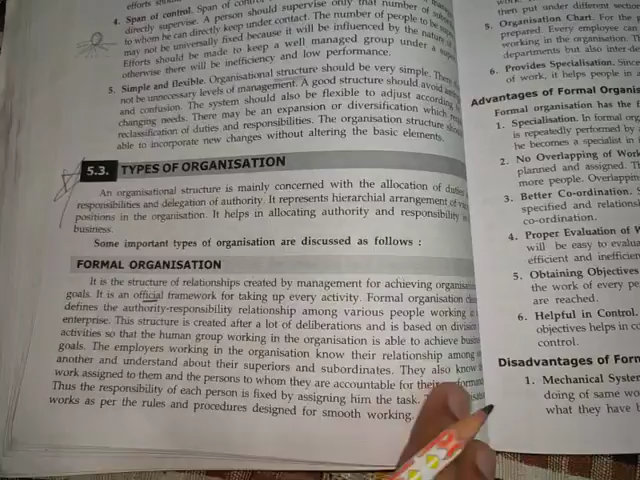 efforts should
4. Span of control. Span of control
directly supervise. A person should supervise only that number of
to whom he can directly keep under contact. The number of people to be
may not be universally fixed because it will be influenced by the nature of
Efforts should be made to keep a well managed group under a
otherwise there will be inefficiency and low performance.
5. Simple and flexible. Organisational structure should be very simple. There
not be unnecessary levels of management. A good structure should avoid
and confusion. The system should also be flexible to adjust according
changing needs. There may be an expansion or diversification which
reclassification of duties and responsibilities. The organisation structure
able to incorporate new changes without altering the basic elements.
5.3. TYPES OF ORGANISATION
An organisational structure is mainly concerned with the allocation of
responsibilities and delegation of authority. It represents hierarchial arrangement of
positions in the organisation. It helps in allocating authority and responsibility in
business.
Some important types of organisation are discussed as follows :
FORMAL ORGANISATION
It is the structure of relationships created by management for achieving
goals. It is an official framework for taking up every activity. Formal organisation
defines the authority-responsibility relationship among various people working
enterprise. This structure is created after a lot of deliberations and is based on
activities so that the human group working in the organisation is able to achieve
goals. The employers working in the organisation know their relationship among
another and understand about their superiors and subordinates. They also know
work assigned to them and the persons to whom they are accountable for their
Thus the responsibility of each person is fixed by assigning him the task.
works as per the rules and procedures designed for smooth working.
then put under different section
5. Organisation Chart. For the
prepared. Every employee can
working in the organisation. Th
departments but also inter-de
6. Provides Specialisation. Since
of work, it helps people in
Advantages of Formal Organis
Formal organisation has the
1. Specialisation. In formal org
is repeatedly performed by
he becomes a specialist in
2. No Overlapping of Work
planned and assigned. Th
more people. Overlappin
3. Better Co-ordination. S
specified and relations
co-ordination.
4. Proper Evaluation of W
will be easy to evalua
efficient and inefficien
5. Obtaining Objectives
the work of every pe
are reached.
6. Helpful in Control.
objectives helps in co
control.
Disadvantages of Form
1. Mechanical System
doing of same wo
what they have b